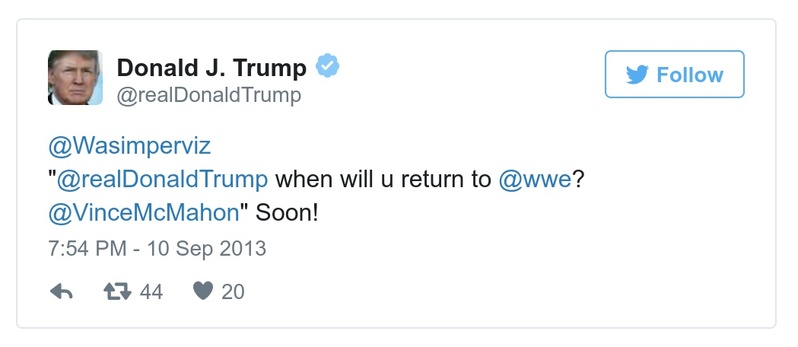 Donald J. Trump
@realDonaldTrump
Follow
@Wasimperviz
"@realDonaldTrump when will u return to @wwe?
@VinceMcMahon" Soon!
7:54 PM - 10 Sep 2013
44 20